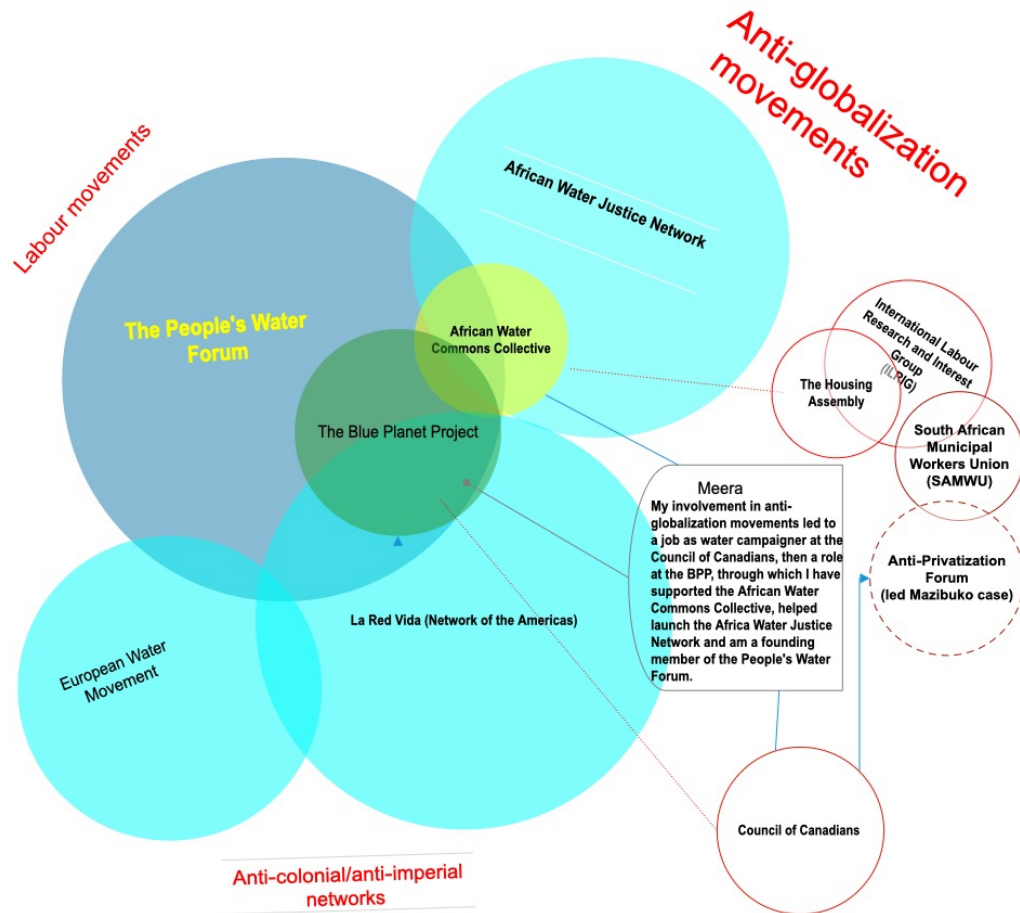 Anti-globalization
movements
Labour movements
African Water Justice Network
The People's Water
Forum
African Water
Commons Collective
International Labour
Research and Interest
Group
(ILRIG)
The Housing
Assembly
The Blue Planet Project
South African
Municipal
Workers Union
(SAMWU)
Meera
My involvement in anti-
globalization movements led to
a job as water campaigner at the
Council of Canadians, then a role
at the BPP, through which I have
supported the African Water
Commons Collective, helped
launch the Africa Water Justice
Network and am a founding
member of the People's Water
Forum.
Anti-Privatization
Forum
(led Mazibuko case)
La Red Vida (Network of the Americas)
European Water
Movement
Council of Canadians
Anti-colonial/anti-imperial
networks